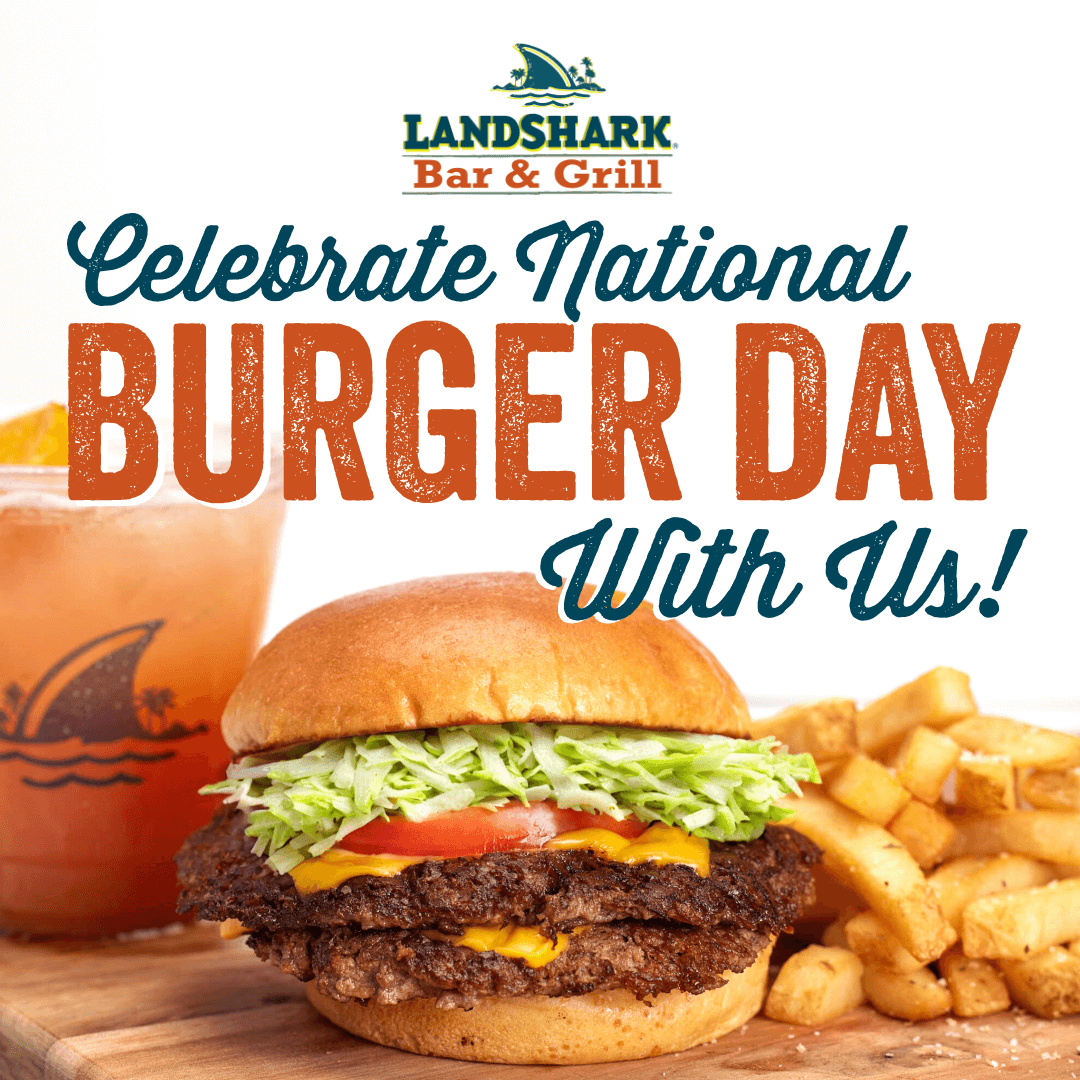 LANDSHARK
Bar & Grill
Celebrate National
BURGER DAY
With Us!